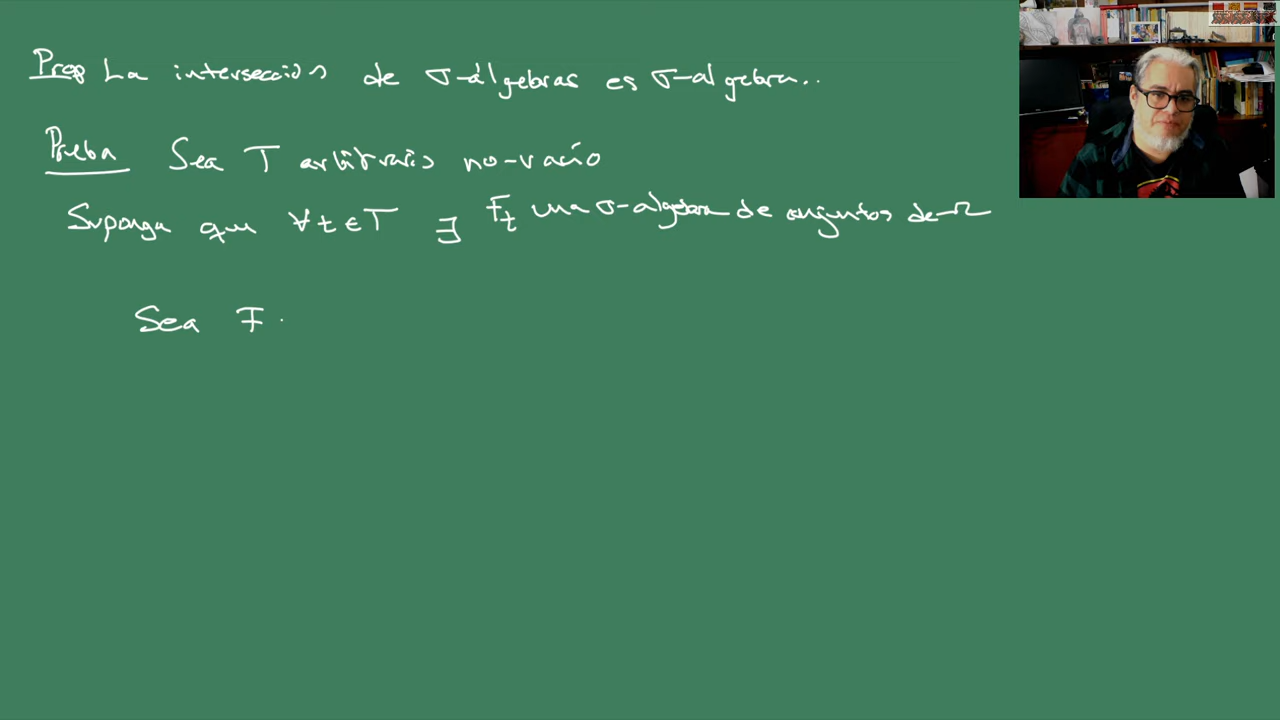 Prop La intersección de σ-álgebras es σ-algebra..
Prueba Sea T arbitrario no-vacío
Suponga que ∀ t ∈ T ∃ F_t una σ-algebra de conjuntos de Ω
Sea F